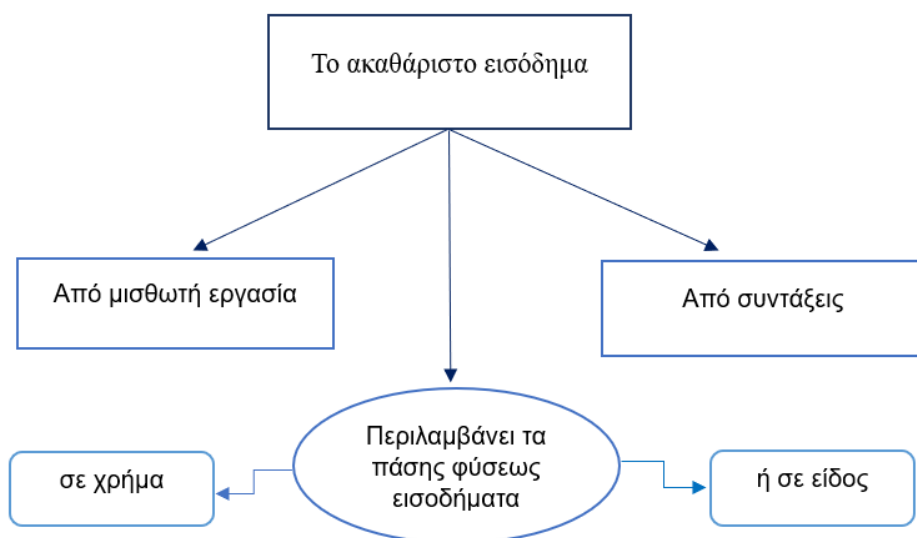 Το ακαθάριστο εισόδημα
Από μισθωτή εργασία
Από συντάξεις
Περιλαμβάνει τα
πάσης φύσεως
εισοδήματα
σε χρήμα
ή σε είδος